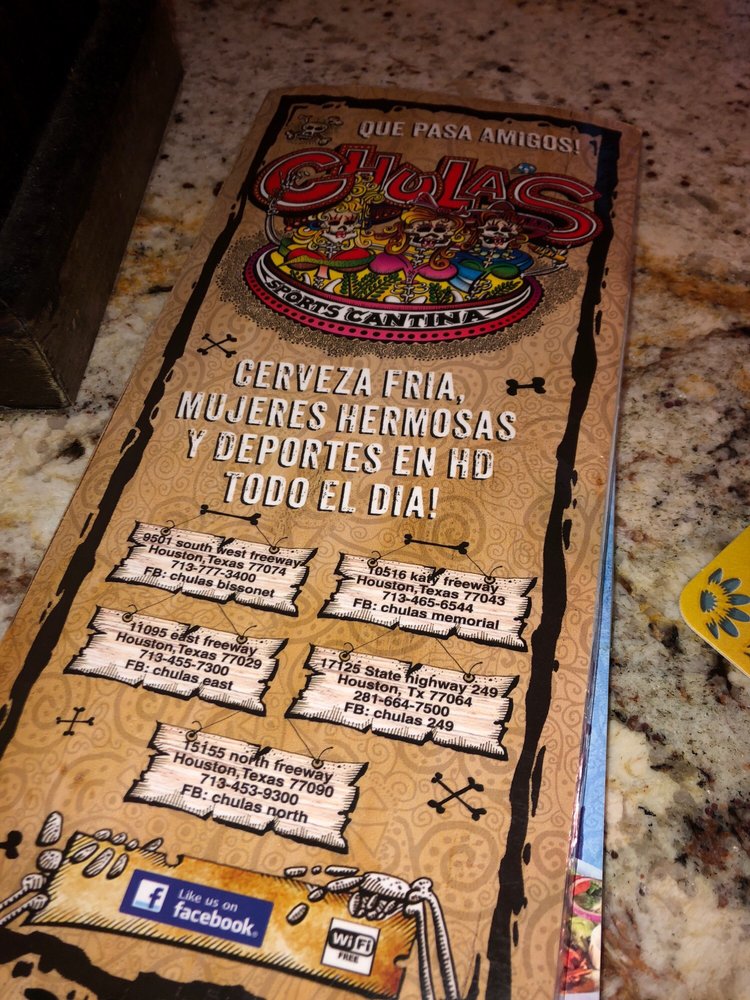 QUE PASA AMIGOS!
CHULA'S
SPORTS CANTINA
CERVEZA FRIA,
MUJERES HERMOSAS
Y DEPORTES EN HD
TODO EL DIA!
9501 south west freeway
Houston,Texas 77074
713-777-3400
FB: chulas bissonet
10516 katy freeway
Houston,Texas 77043
713-465-6544
FB: chulas memorial
11095 east freeway
Houston,Texas 77029
713-455-7300
FB: chulas east
17125 State highway 249
Houston, Tx 77064
281-664-7500
FB: chulas 249
15155 north freeway
Houston,Texas 77090
713-453-9300
FB: chulas north
f
Like us on
facebook
WiFi
FREE